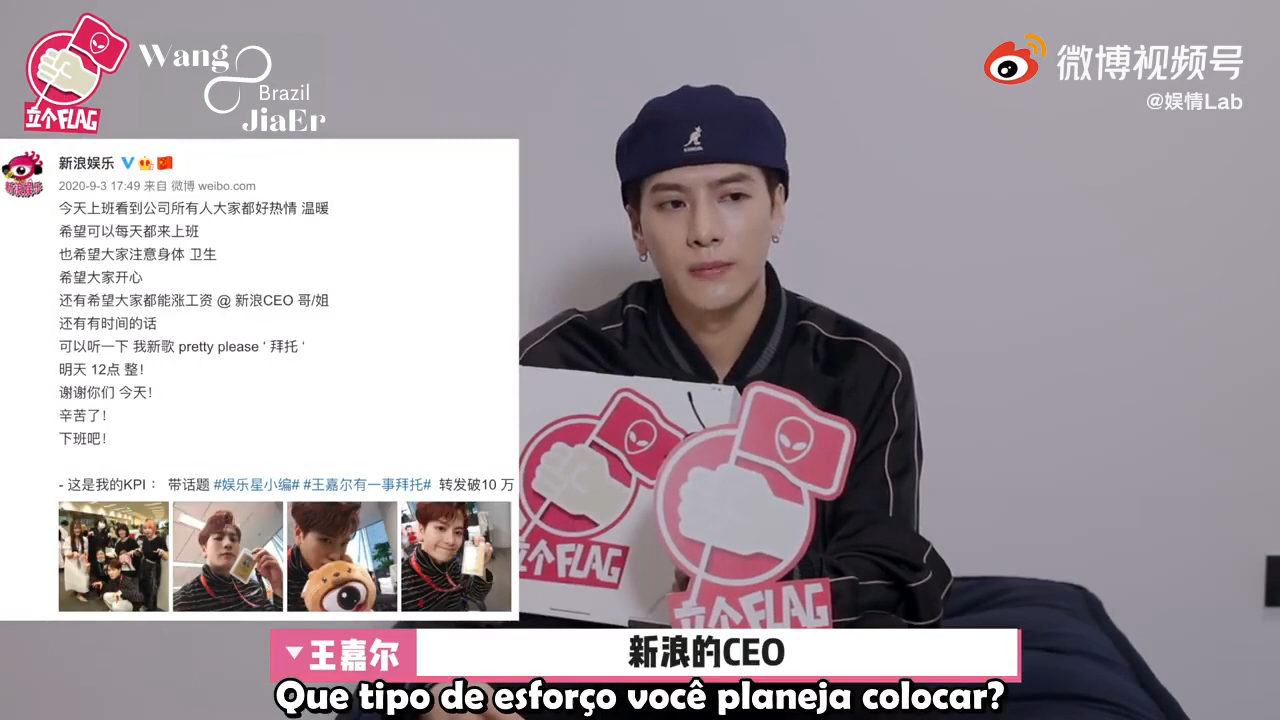 立个FLAG
Wang
Brazil
JiaEr
微博视频号
@娱情Lab
新浪娱乐
新浪娱乐
2020-9-3 17:49 来自 微博 weibo.com
今天上班看到公司所有人大家都好热情 温暖
希望可以每天都来上班
也希望大家注意身体 卫生
希望大家开心
还有希望大家都能涨工资 @ 新浪CEO 哥/姐
还有有时间的话
可以听一下 我新歌 pretty please ‘ 拜托 ‘
明天 12点 整！
谢谢你们 今天！
辛苦了！
下班吧！
- 这是我的KPI： 带话题 #娱乐星小编# #王嘉尔有一事拜托# 转发破10 万
KANGOL
立个FLAG
立个FLAG
王嘉尔
新浪的CEO
Que tipo de esforço você planeja colocar?